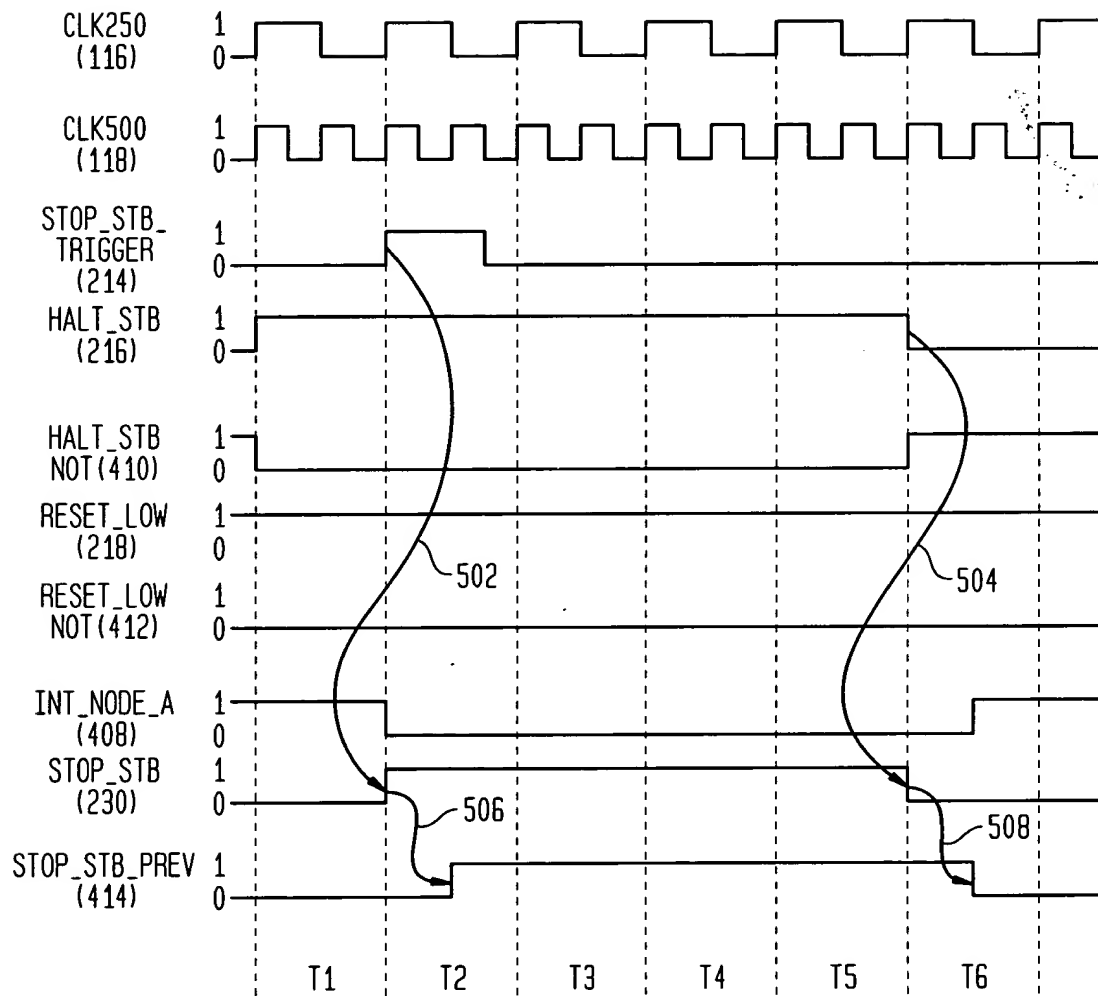 CLK250 1
(116) 0
CLK500 1
(118) 0
STOP_STB_
TRIGGER 1
(214) 0
HALT_STB 1
(216) 0
HALT_STB 1
NOT(410) 0
RESET_LOW 1
(218) 0
502
504
RESET_LOW 1
NOT(412) 0
INT_NODE_A 1
(408) 0
STOP_STB 1
(230) 0
506
508
STOP_STB_PREV 1
(414) 0
T1 T2 T3 T4 T5 T6